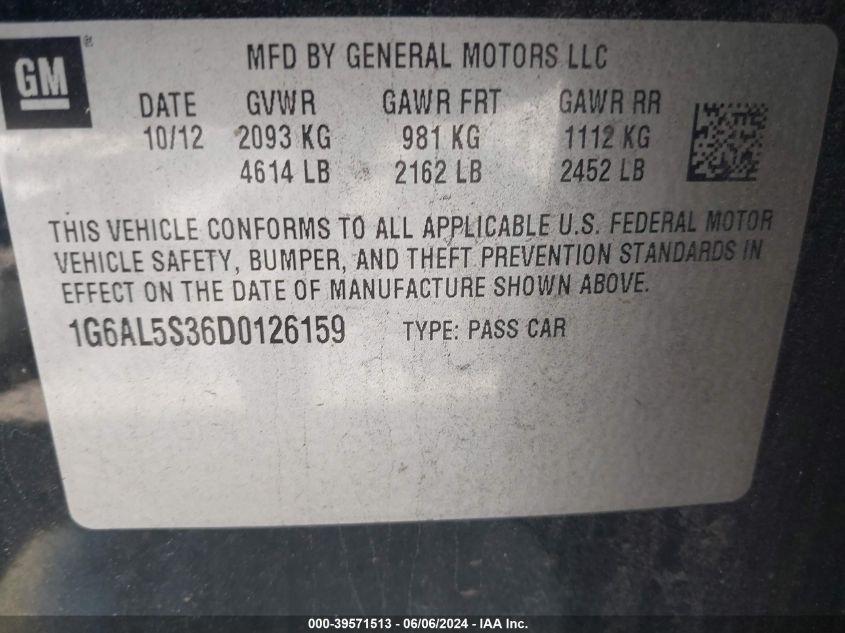 GM ®
MFD BY GENERAL MOTORS LLC
DATE GVWR GAWR FRT GAWR RR
10/12 2093 KG 981 KG 1112 KG
4614 LB 2162 LB 2452 LB
THIS VEHICLE CONFORMS TO ALL APPLICABLE U.S. FEDERAL MOTOR
VEHICLE SAFETY, BUMPER, AND THEFT PREVENTION STANDARDS IN
EFFECT ON THE DATE OF MANUFACTURE SHOWN ABOVE.
1G6AL5S36D0126159 TYPE: PASS CAR
000-39571513 - 06/06/2024 - IAA Inc.